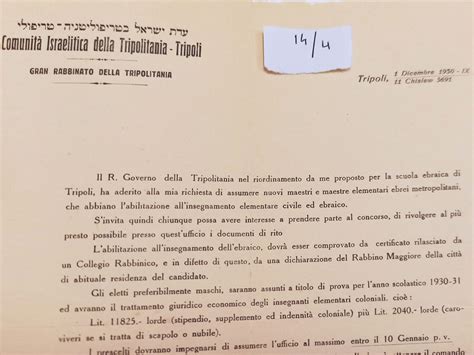 עדת ישראל בטריפוליטניה - טריפולי
Comunità Israelitica della Tripolitania - Tripoli
GRAN RABBINATO DELLA TRIPOLITANIA
14/4
Tripoli, 1 Dicembre 1930 - IX
11 Chislew 5691
Il R. Governo della Tripolitania nel riordinamento da me proposto per la scuola ebraica di
Tripoli, ha aderito alla mia richiesta di assumere nuovi maestri e maestre elementari ebrei metropolitani,
che abbiano l'abilitazione all'insegnamento elementare civile ed ebraico.
S'invita quindi chiunque possa avere interesse a prendere parte al concorso, di rivolgere al più
presto possibile presso quest'ufficio i documenti di rito
L'abilitazione all'insegnamento dell'ebraico, dovrà esser comprovato da certificato rilasciato da
un Collegio Rabbinico, e in difetto di questo, da una dichiarazione del Rabbino Maggiore della città
di abituale residenza del candidato.
Gli eletti preferibilmente maschi, saranno assunti a titolo di prova per l'anno scolastico 1930-31
ed avranno il trattamento giuridico economico degli insegnanti elementari coloniali. cioè :
Lit. 11825.- lorde (stipendio, supplemento ed indennità coloniale) più Lit. 2040.- lorde (caro-
viveri se si tratta di scapolo o nubile).
I prescelti dovranno impegnarsi di assumere l'ufficio al massimo entro il 10 Gennaio p. v.